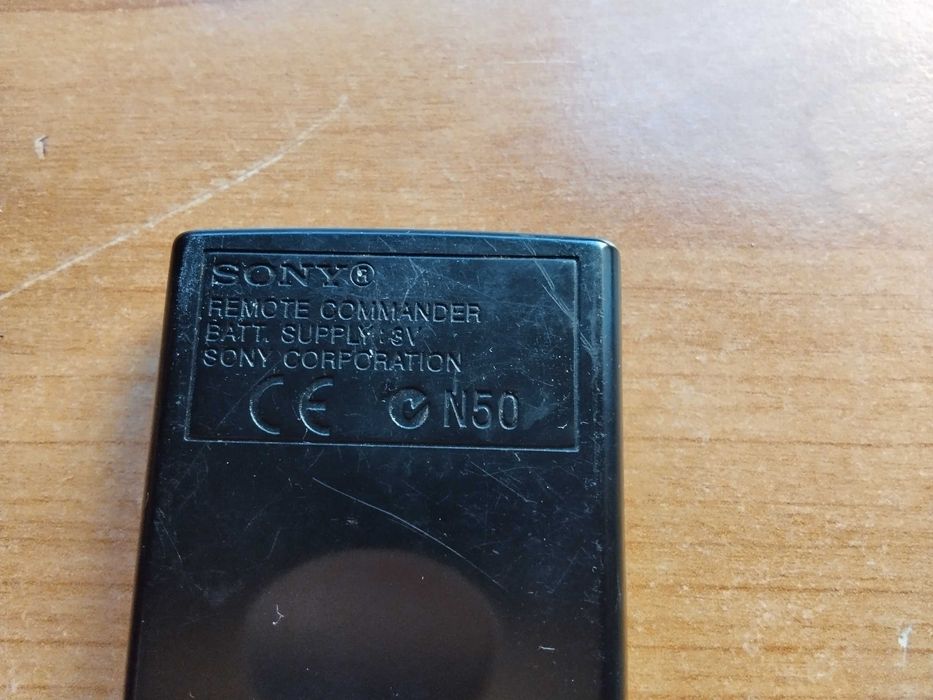 SONY®
REMOTE COMMANDER
BATT. SUPPLY : 3V
SONY CORPORATION
CE N50